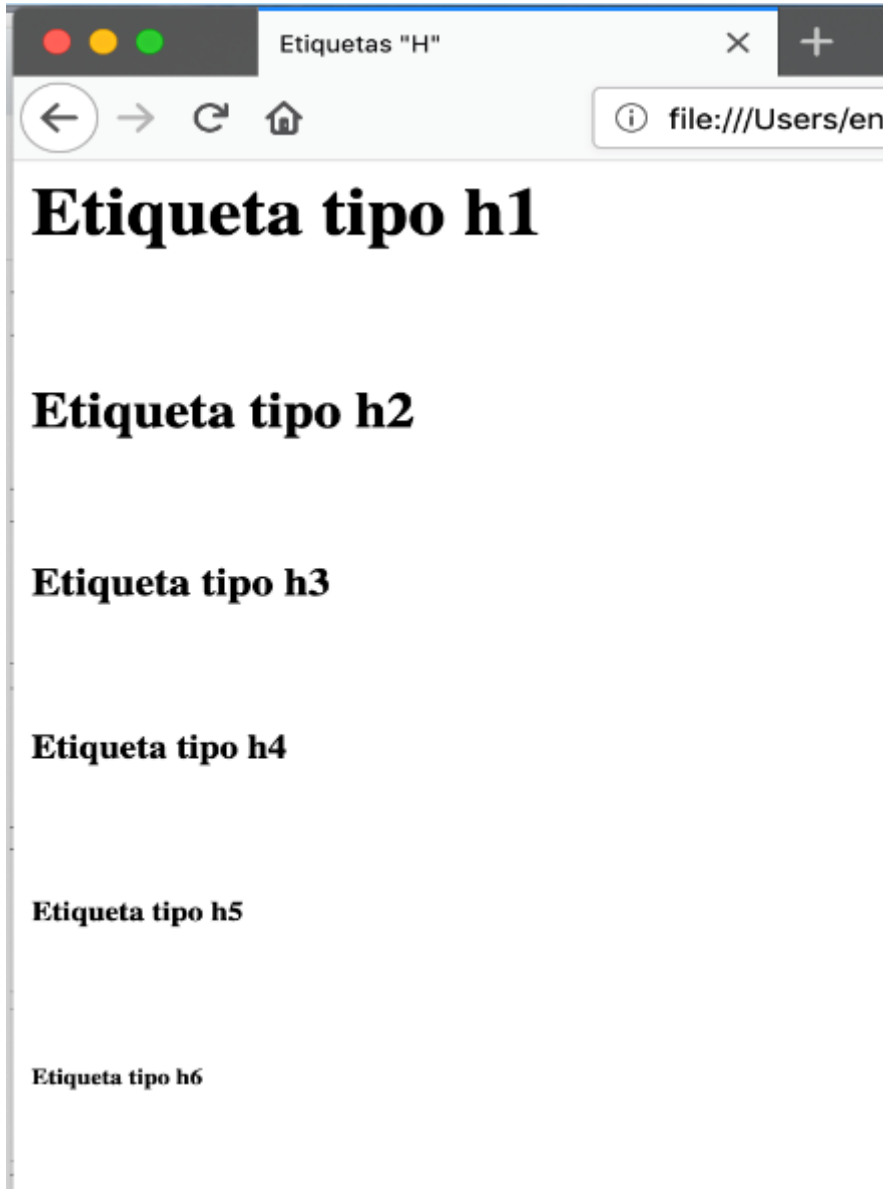 Etiquetas "H"
file:///Users/en
Etiqueta tipo h1
Etiqueta tipo h2
Etiqueta tipo h3
Etiqueta tipo h4
Etiqueta tipo h5
Etiqueta tipo h6